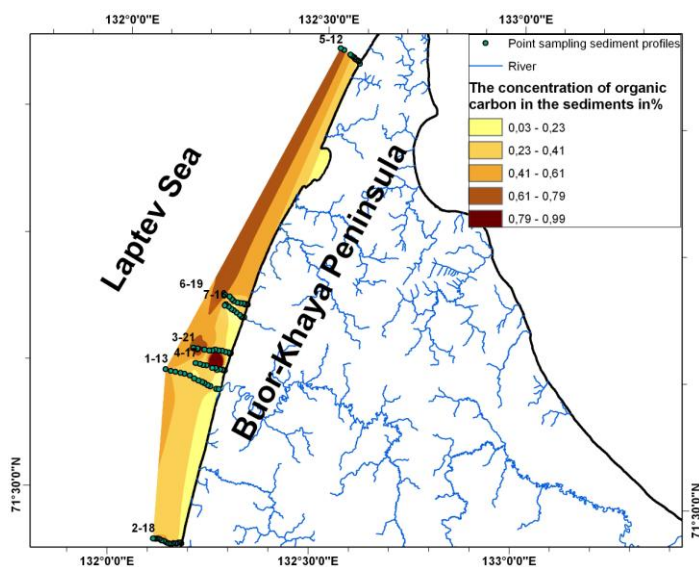 132°0'0"E
132°30'0"E
133°0'0"E
5-12
Point sampling sediment profiles
River
The concentration of organic
carbon in the sediments in%
0,03 - 0,23
0,23 - 0,41
0,41 - 0,61
0,61 - 0,79
0,79 - 0,99
Laptev Sea
Buor-Khaya Peninsula
6-19
7-16
3-21
4-17
1-13
2-18
71°30'0"N
71°30'0"N
132°0'0"E
132°30'0"E
133°0'0"E